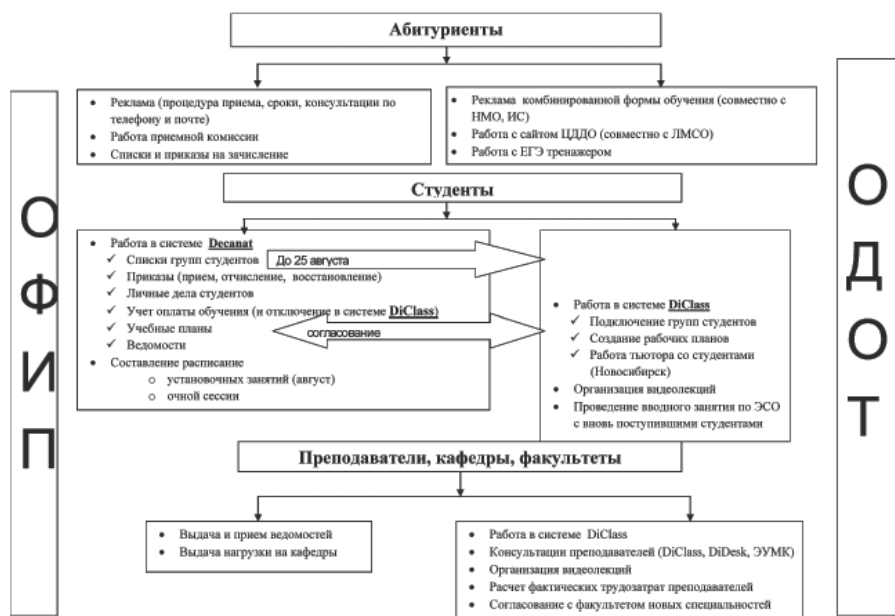 Абитуриенты
ОФИП
• Реклама (процедура приема, сроки, консультации по
телефону и почте)
• Работа приемной комиссии
• Списки и приказы на зачисление
• Реклама комбинированной формы обучения (совместно с
НМО, ИС)
• Работа с сайтом ЦДДО (совместно с ЛМСО)
• Работа с ЕГЭ тренажером
ОДОТ
Студенты
• Работа в системе Decanat
✓ Списки групп студентов
До 25 августа
✓ Приказы (прием, отчисление, восстановление)
✓ Личные дела студентов
✓ Учет оплаты обучения (и отключение в системе DiClass)
✓ Учебные планы
согласование
✓ Ведомости
• Составление расписание
o установочных занятий (август)
o очной сессии
• Работа в системе DiClass
✓ Подключение групп студентов
✓ Создание рабочих планов
✓ Работа тьютора со студентами
(Новосибирск)
• Организация видеолекций
• Проведение вводного занятия по ЭСО
с вновь поступившими студентами
Преподаватели, кафедры, факультеты
• Выдача и прием ведомостей
• Выдача нагрузки на кафедры
• Работа в системе DiClass
• Консультации преподавателей (DiClass, DiDesk, ЭУМК)
• Организация видеолекций
• Расчет фактических трудозатрат преподавателей
• Согласование с факультетом новых специальностей